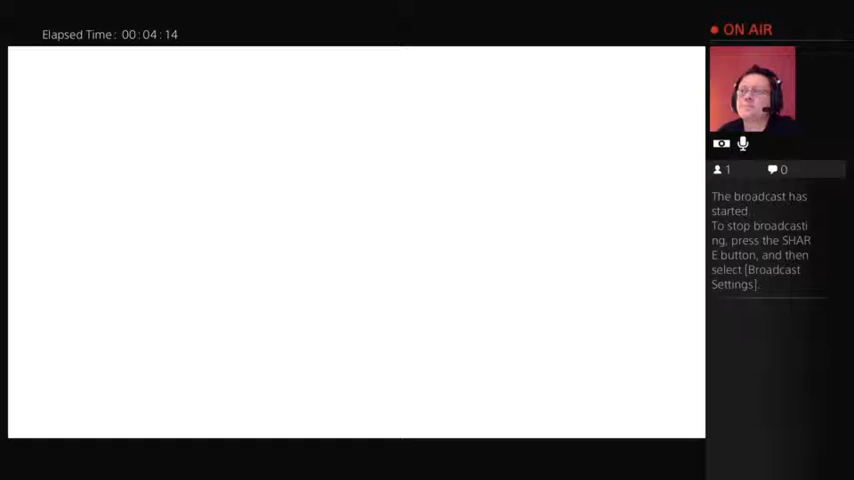 Elapsed Time: 00:04:14
ON AIR
1
0
The broadcast has
started.
To stop broadcasti
ng, press the SHAR
E button, and then
select [Broadcast
Settings].